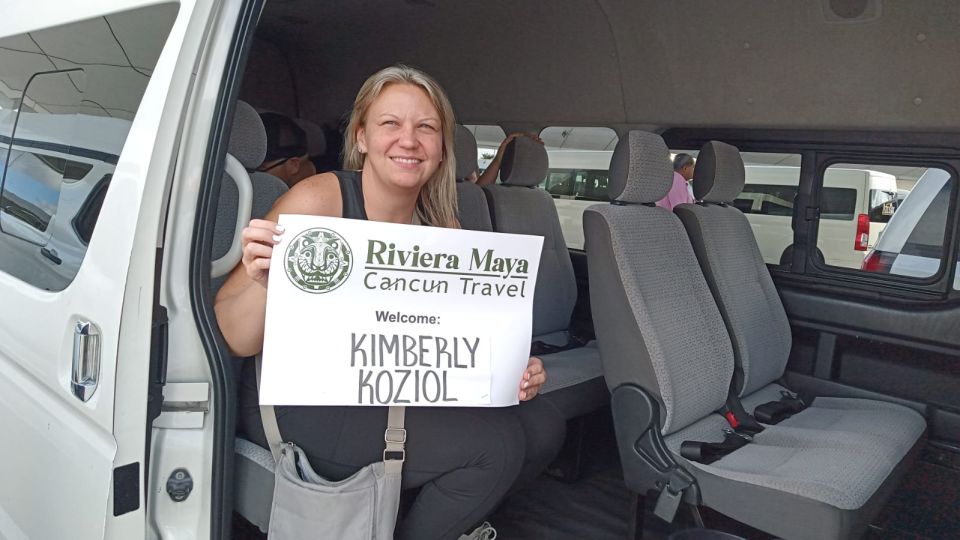 Riviera Maya
Cancun Travel
Welcome:
KIMBERLY
KOZIOL